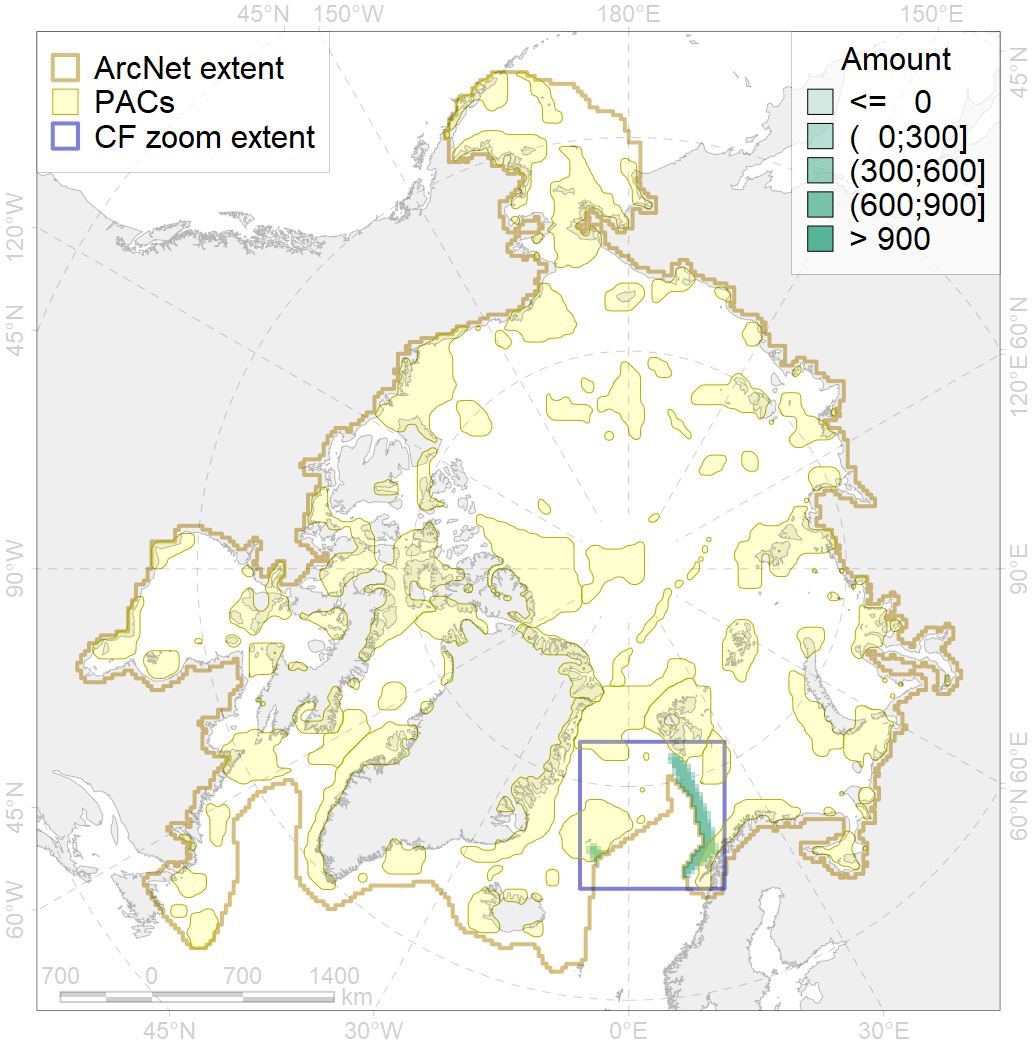 45°N 150°W 180°E 150°E
ArcNet extent
PACs
CF zoom extent
Amount
<= 0
( 0;300]
(300;600]
(600;900]
> 900
45°N
120°W
60°N
45°N
120°E
90°W
90°E
60°E
45°N
60°N
60°W
700 0 700 1400
km
45°N 30°W 0°E 30°E